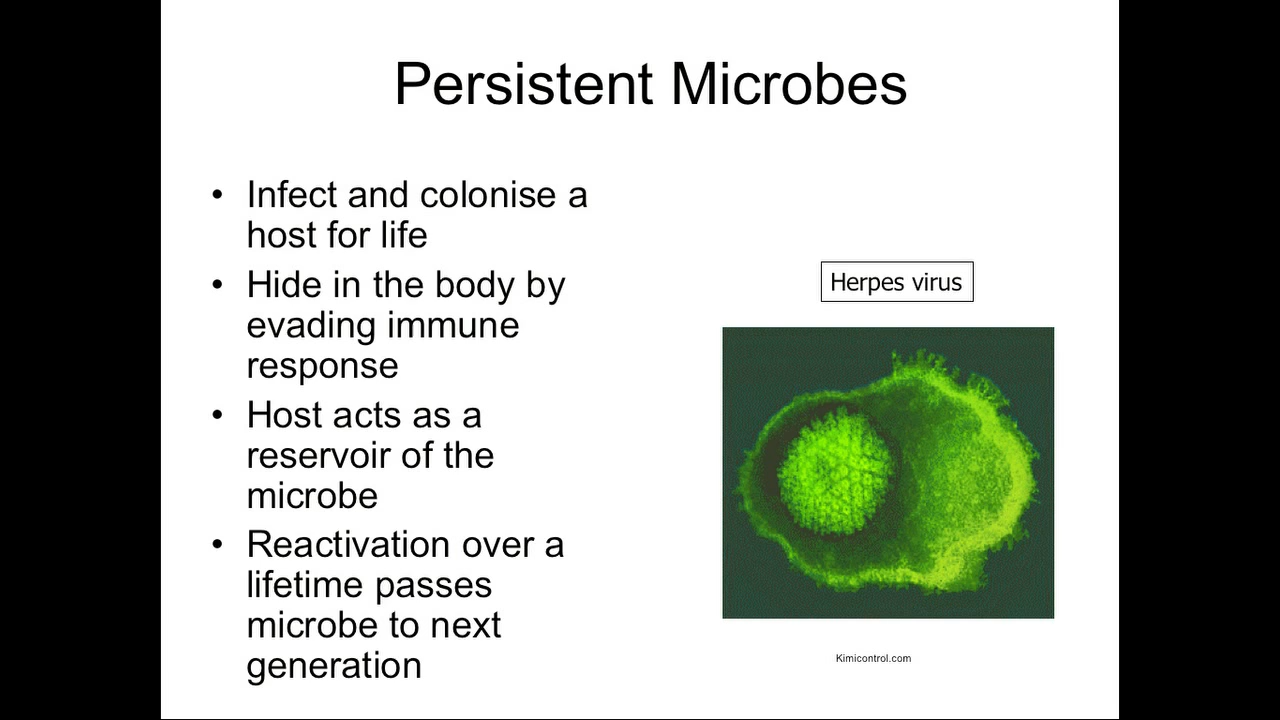 Persistent Microbes
• Infect and colonise a
host for life
• Hide in the body by
evading immune
response
• Host acts as a
reservoir of the
microbe
• Reactivation over a
lifetime passes
microbe to next
generation
Herpes virus
Kimicontrol.com